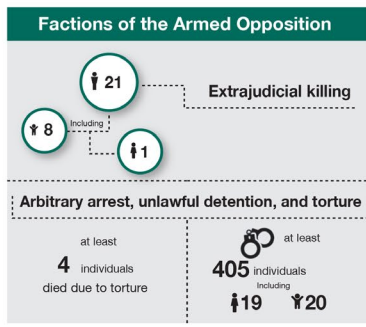 Factions of the Armed Opposition
21
Extrajudicial killing
8
Including
1
Arbitrary arrest, unlawful detention, and torture
at least
4 individuals
died due to torture
at least
405 individuals
Including
19 20